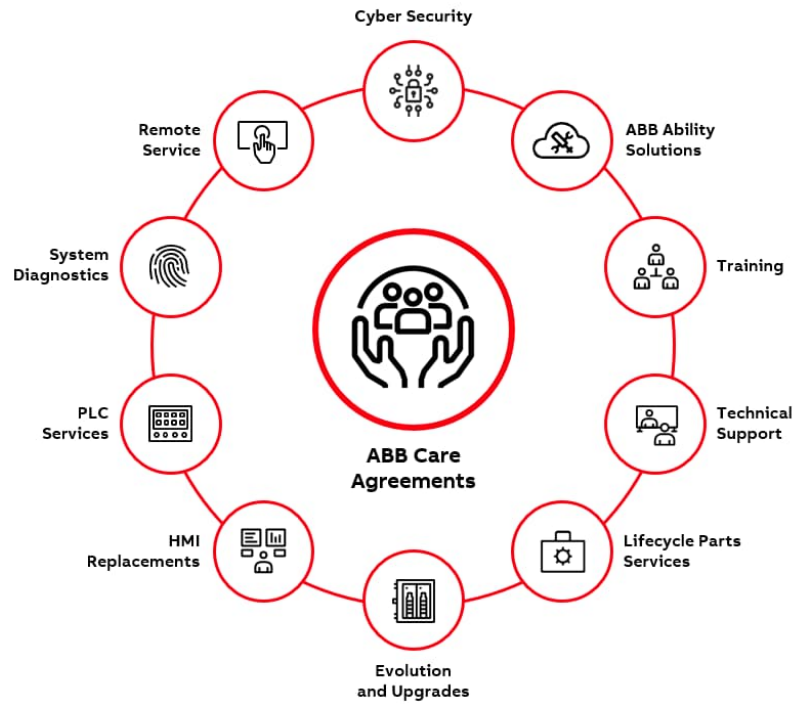 Cyber Security
ABB Ability
Solutions
Training
Technical
Support
Lifecycle Parts
Services
Evolution
and Upgrades
HMI
Replacements
PLC
Services
System
Diagnostics
Remote
Service
ABB Care
Agreements